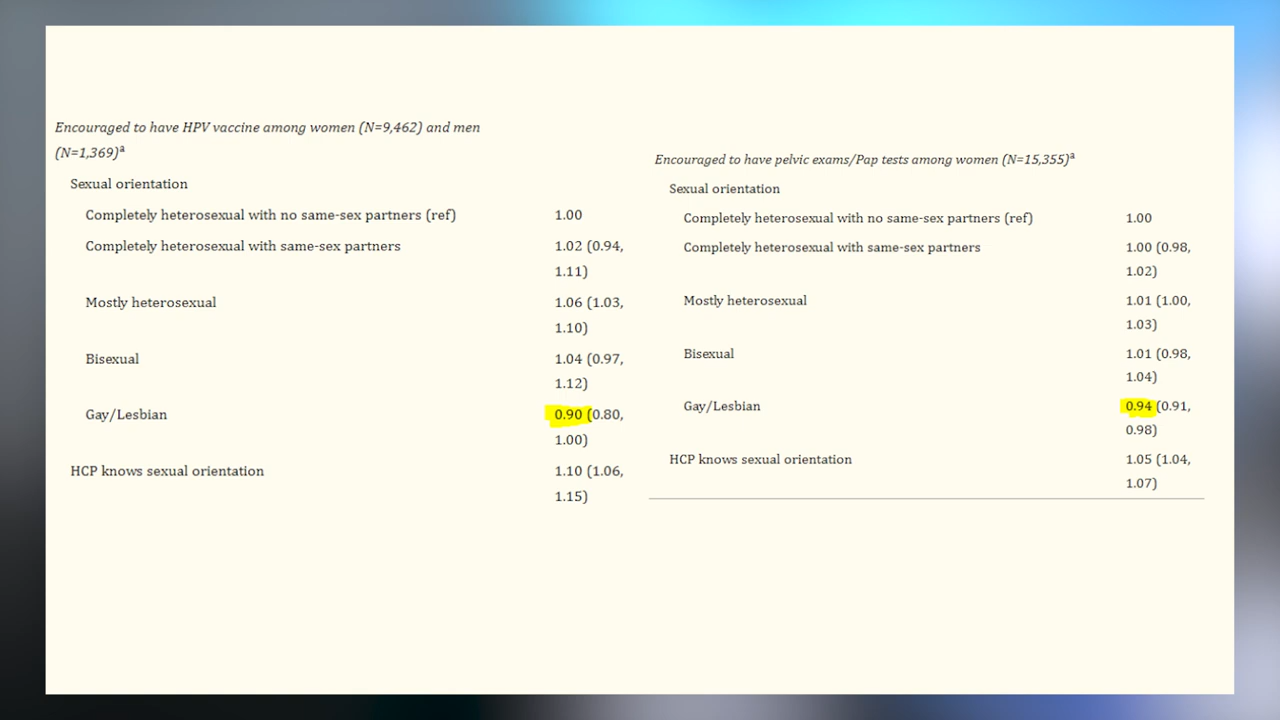 Encouraged to have HPV vaccine among women (N=9,462) and men
(N=1,369)ª
Sexual orientation
Completely heterosexual with no same-sex partners (ref) 1.00
Completely heterosexual with same-sex partners 1.02 (0.94,
1.11)
Mostly heterosexual 1.06 (1.03,
1.10)
Bisexual 1.04 (0.97,
1.12)
Gay/Lesbian 0.90 (0.80,
1.00)
HCP knows sexual orientation 1.10 (1.06,
1.15)
Encouraged to have pelvic exams/Pap tests among women (N=15,355)ª
Sexual orientation
Completely heterosexual with no same-sex partners (ref) 1.00
Completely heterosexual with same-sex partners 1.00 (0.98,
1.02)
Mostly heterosexual 1.01 (1.00,
1.03)
Bisexual 1.01 (0.98,
1.04)
Gay/Lesbian 0.94 (0.91,
0.98)
HCP knows sexual orientation 1.05 (1.04,
1.07)